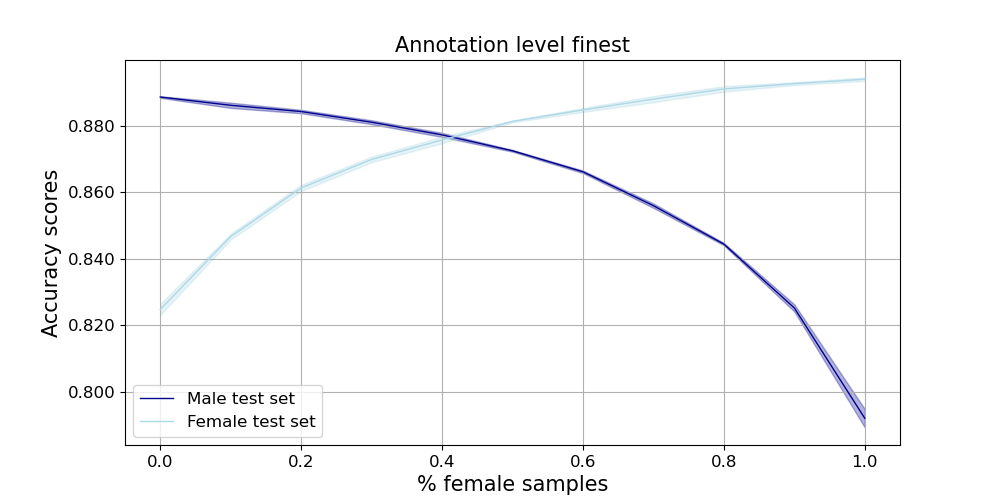 Annotation level finest
Accuracy scores
0.880
0.860
0.840
0.820
0.800
Male test set
Female test set
0.0 0.2 0.4 0.6 0.8 1.0
% female samples